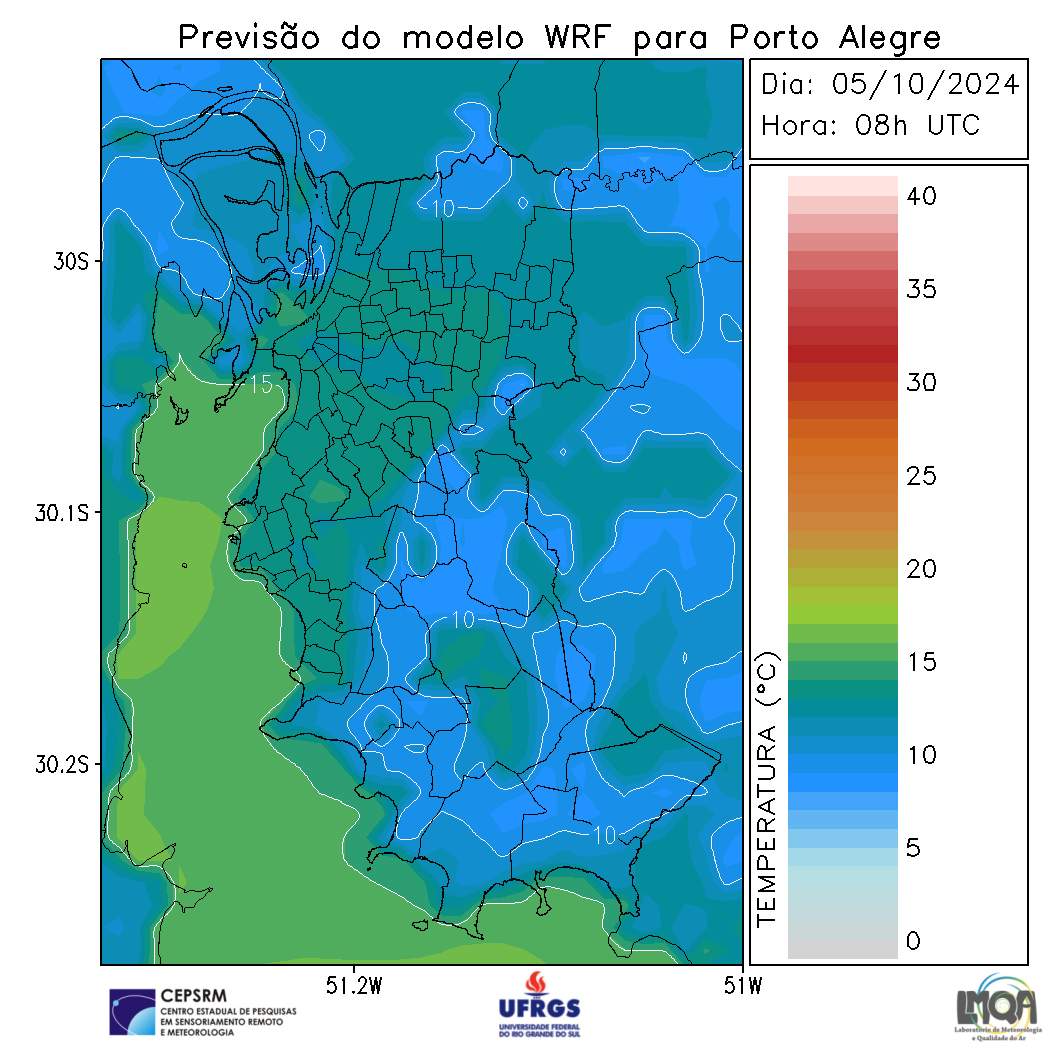 Previsão do modelo WRF para Porto Alegre
Dia: 05/10/2024
Hora: 08h UTC
40
35
30
25
20
15
10
5
0
TEMPERATURA (°C)
10
15
10
10
30S
30.1S
30.2S
51.2W
51W
CEPSRM
CENTRO ESTADUAL DE PESQUISAS
EM SENSORIAMENTO REMOTO
E METEOROLOGIA
UFRGS
UNIVERSIDADE FEDERAL
DO RIO GRANDE DO SUL
LMQA
Laboratório de Meteorologia
e Qualidade do Ar